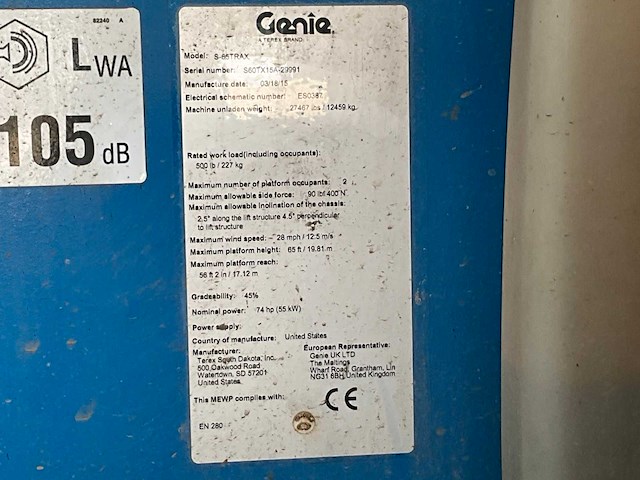 82240 A
LWA
105 dB
Genie
A TEREX BRAND
Model: S-65TRAX
Serial number: S60TX15A-29991
Manufacture date: 03/18/15
Electrical schematic number: ES0387
Machine unladen weight: 27467 lbs / 12459 kg
Rated work load(including occupants):
500 lb / 227 kg
Maximum number of platform occupants: 2
Maximum allowable side force: 90 lbf 400 N
Maximum allowable inclination of the chassis:
2.5° along the lift structure 4.5° perpendicular
to lift structure
Maximum wind speed: 28 mph / 12.5 m/s
Maximum platform height: 65 ft / 19.81 m
Maximum platform reach:
56 ft 2 in / 17.12 m
Gradeability: 45%
Nominal power: 74 hp (55 kW)
Power supply:
Country of manufacture: United States
Manufacturer:
Terex South Dakota, Inc.
500 Oakwood Road
Watertown, SD 57201
United States
European Representative:
Genie UK LTD
The Maltings
Wharf Road, Grantham, Lin
NG31 6BH United Kingdom
This MEWP complies with:
CE
EN 280